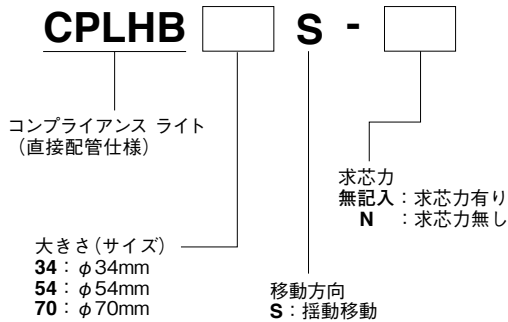 CPLHB S -
コンプライアンス ライト
（直接配管仕様）
求芯力
無記入：求芯力有り
N ：求芯力無し
大きさ（サイズ）
34：φ34mm
54：φ54mm
70：φ70mm
移動方向
S：揺動移動